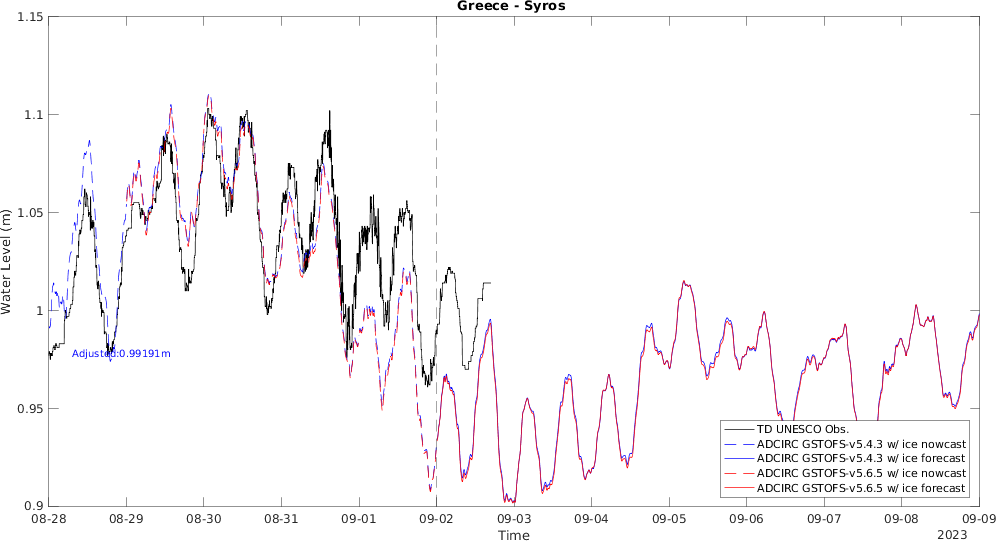 Greece - Syros
Water Level (m)
1.15
1.1
1.05
1
0.95
0.9
Adjusted:0.99191m
TD UNESCO Obs.
ADCIRC GSTOFS-v5.4.3 w/ ice nowcast
ADCIRC GSTOFS-v5.4.3 w/ ice forecast
ADCIRC GSTOFS-v5.6.5 w/ ice nowcast
ADCIRC GSTOFS-v5.6.5 w/ ice forecast
08-28 08-29 08-30 08-31 09-01 09-02 09-03 09-04 09-05 09-06 09-07 09-08 09-09
Time
2023